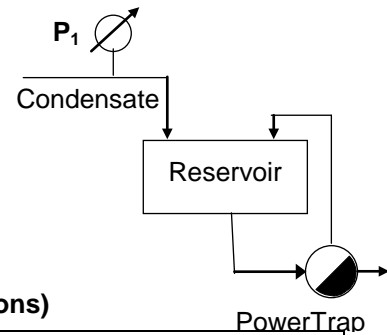 P₁
Condensate
Reservoir
ons)
PowerTrap